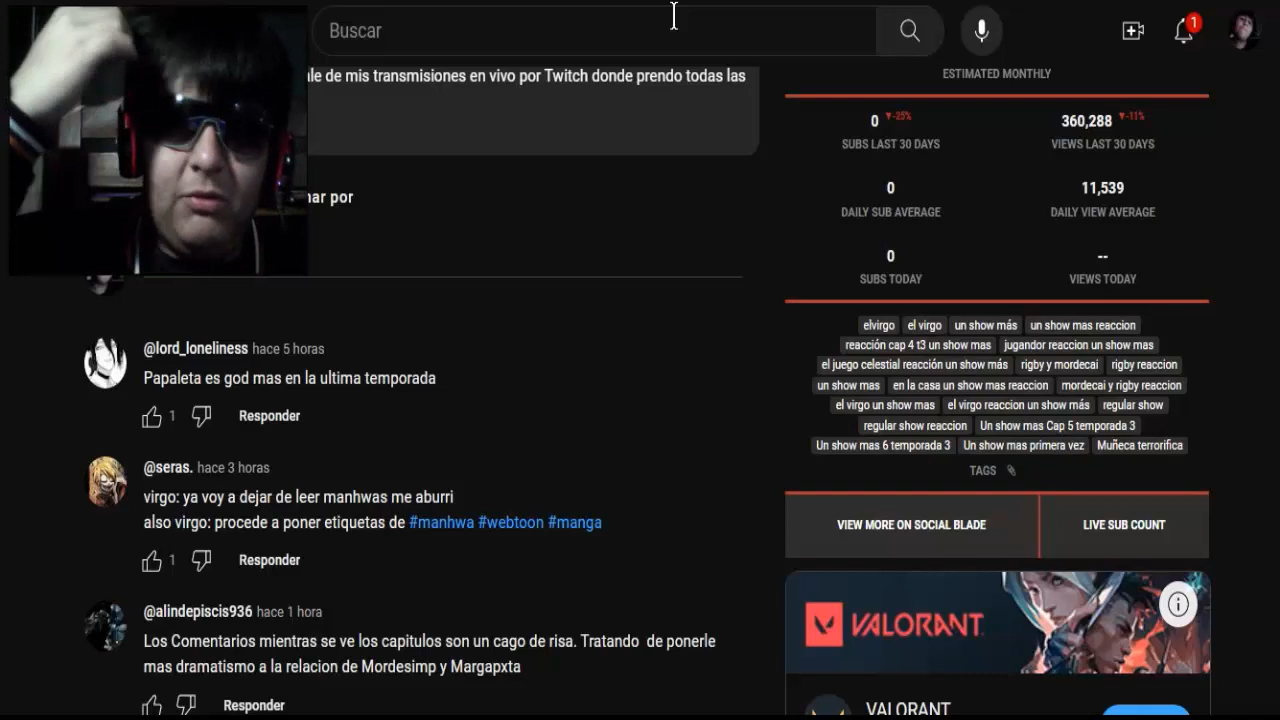 Buscar
1
le de mis transmisiones en vivo por Twitch donde prendo todas las
nar por
@lord_loneliness hace 5 horas
Papaleta es god mas en la ultima temporada
1
Responder
@seras. hace 3 horas
virgo: ya voy a dejar de leer manhwas me aburri
also virgo: procede a poner etiquetas de #manhwa #webtoon #manga
1
Responder
@alindepiscis936 hace 1 hora
Los Comentarios mientras se ve los capitulos son un cago de risa. Tratando de ponerle
mas dramatismo a la relacion de Mordesimp y Margapxta
Responder
ESTIMATED MONTHLY
0 ▼-25% 360,288 ▼-11%
SUBS LAST 30 DAYS VIEWS LAST 30 DAYS
0 11,539
DAILY SUB AVERAGE DAILY VIEW AVERAGE
0 --
SUBS TODAY VIEWS TODAY
elvirgo el virgo un show más un show mas reaccion
reacción cap 4 t3 un show mas jugandor reaccion un show mas
el juego celestial reacción un show más rigby y mordecai rigby reaccion
un show mas en la casa un show mas reaccion mordecai y rigby reaccion
el virgo un show mas el virgo reaccion un show más regular show
regular show reaccion Un show mas Cap 5 temporada 3
Un show mas 6 temporada 3 Un show mas primera vez Muñeca terrorifica
TAGS
VIEW MORE ON SOCIAL BLADE LIVE SUB COUNT
VALORANT
VALORANT